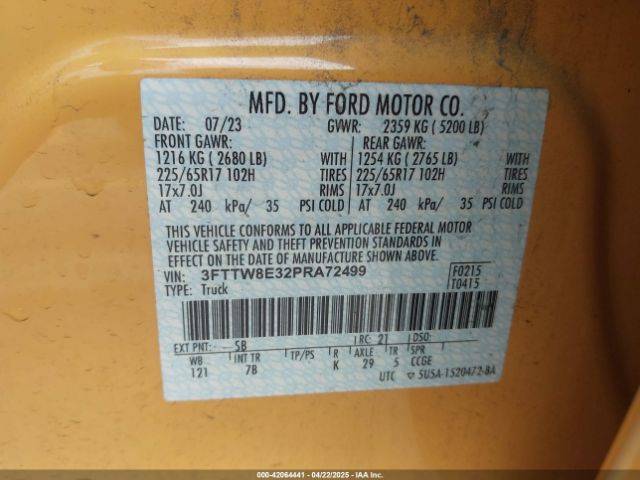 MFD. BY FORD MOTOR CO.
DATE: 07/23 GVWR: 2359 KG ( 5200 LB)
FRONT GAWR: REAR GAWR:
1216 KG ( 2680 LB) WITH 1254 KG ( 2765 LB) WITH
225/65R17 102H TIRES 225/65R17 102H TIRES
17x7.0J RIMS 17x7.0J RIMS
AT 240 kPa/ 35 PSI COLD AT 240 kPa/ 35 PSI COLD
THIS VEHICLE CONFORMS TO ALL APPLICABLE FEDERAL MOTOR
VEHICLE SAFETY AND THEFT PREVENTION STANDARDS IN
EFFECT ON THE DATE OF MANUFACTURE SHOWN ABOVE.
VIN: 3FTTW8E32PRA72499 F0215
TYPE: Truck T0415
EXT PNT: SB RC: 21 DSO:
WB INT TR TP/PS R AXLE TR SPR
121 7B K 29 5 CCGE
UTC 5U5A-1520472-BA
000-42064441 - 04/22/2025 - IAAI.COM